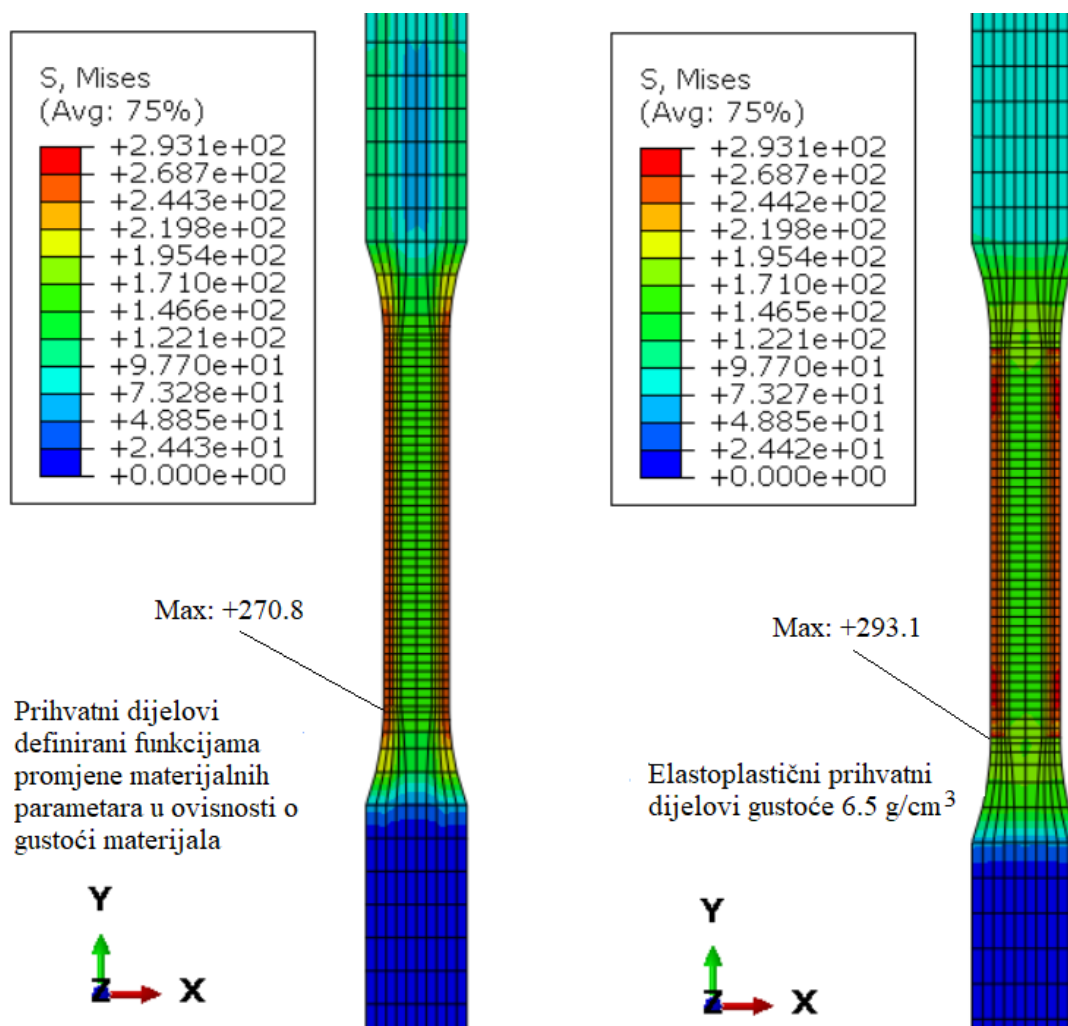 S, Mises
(Avg: 75%)
+2.931e+02
+2.687e+02
+2.443e+02
+2.198e+02
+1.954e+02
+1.710e+02
+1.466e+02
+1.221e+02
+9.770e+01
+7.328e+01
+4.885e+01
+2.443e+01
+0.000e+00
Max: +270.8
Prihvatni dijelovi
definirani funkcijama
promjene materijalnih
parametara u ovisnosti o
gustoći materijala
Y
Z
X
S, Mises
(Avg: 75%)
+2.931e+02
+2.687e+02
+2.442e+02
+2.198e+02
+1.954e+02
+1.710e+02
+1.465e+02
+1.221e+02
+9.770e+01
+7.327e+01
+4.885e+01
+2.442e+01
+0.000e+00
Max: +293.1
Elastoplastični prihvatni
dijelovi gustoće 6.5 g/cm³
Y
Z
X